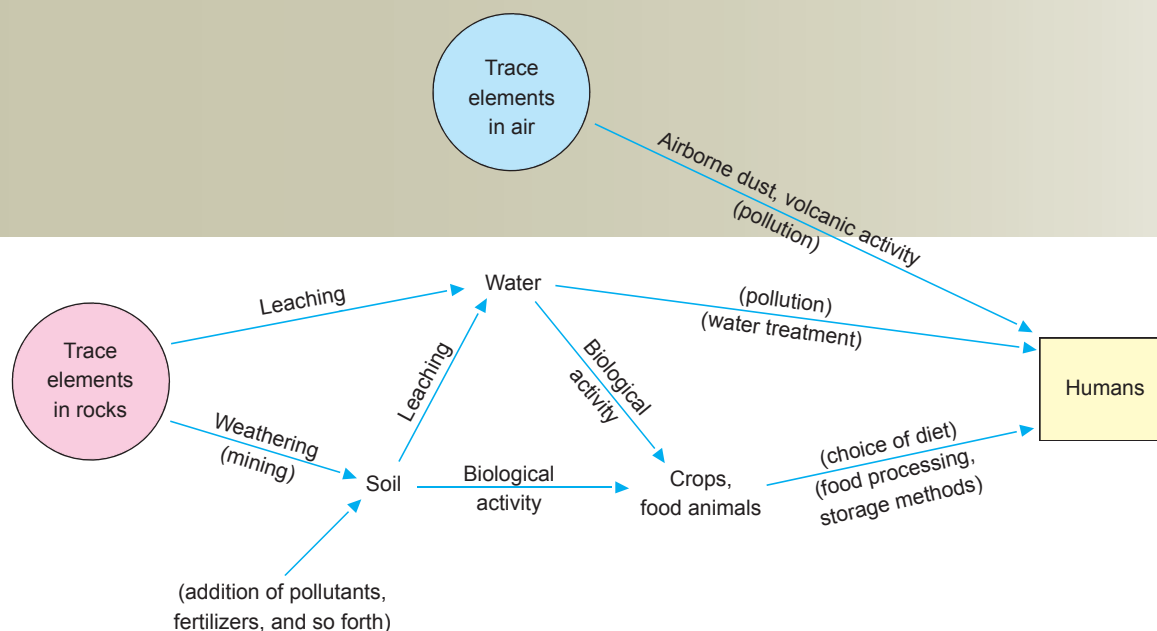 Trace
elements
in air
Airborne dust, volcanic activity
(pollution)
Water
Leaching
(pollution)
(water treatment)
Trace
elements
in rocks
Leaching
Biological
activity
Humans
Weathering
(mining)
Soil
Biological
activity
Crops,
food animals
(choice of diet)
(food processing,
storage methods)
(addition of pollutants,
fertilizers, and so forth)